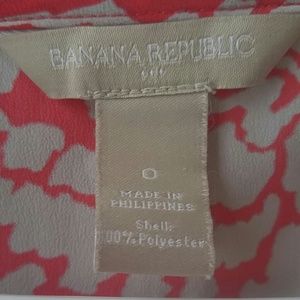 BANANA REPUBLIC
0
MADE IN
PHILIPPINES
Shell:
100% Polyester